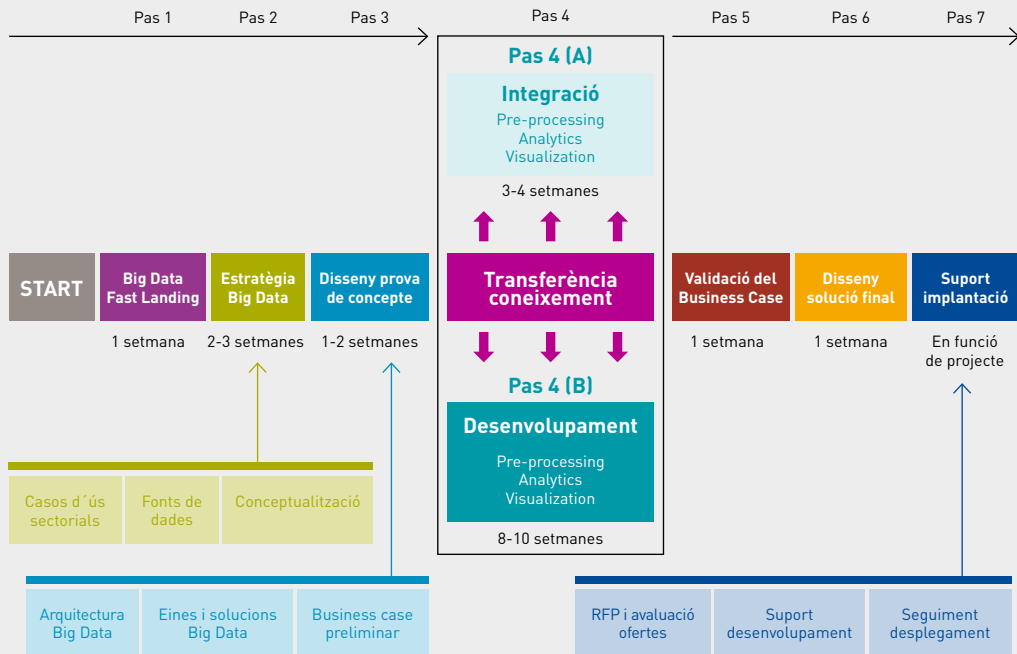 Pas 1
Pas 2
Pas 3
Pas 4
Pas 5
Pas 6
Pas 7
Pas 4 (A)
Integració
Pre-processing
Analytics
Visualization
3-4 setmanes
START
Big Data
Fast Landing
1 setmana
Estratègia
Big Data
2-3 setmanes
Disseny prova
de concepte
1-2 setmanes
Transferència
coneixement
Validació del
Business Case
1 setmana
Disseny
solució final
1 setmana
Suport
implantació
En funció
de projecte
Pas 4 (B)
Desenvolupament
Pre-processing
Analytics
Visualization
8-10 setmanes
Casos d´ús
sectorials
Fonts de
dades
Conceptualització
Arquitectura
Big Data
Eines i solucions
Big Data
Business case
preliminar
RFP i avaluació
ofertes
Suport
desenvolupament
Seguiment
desplegament